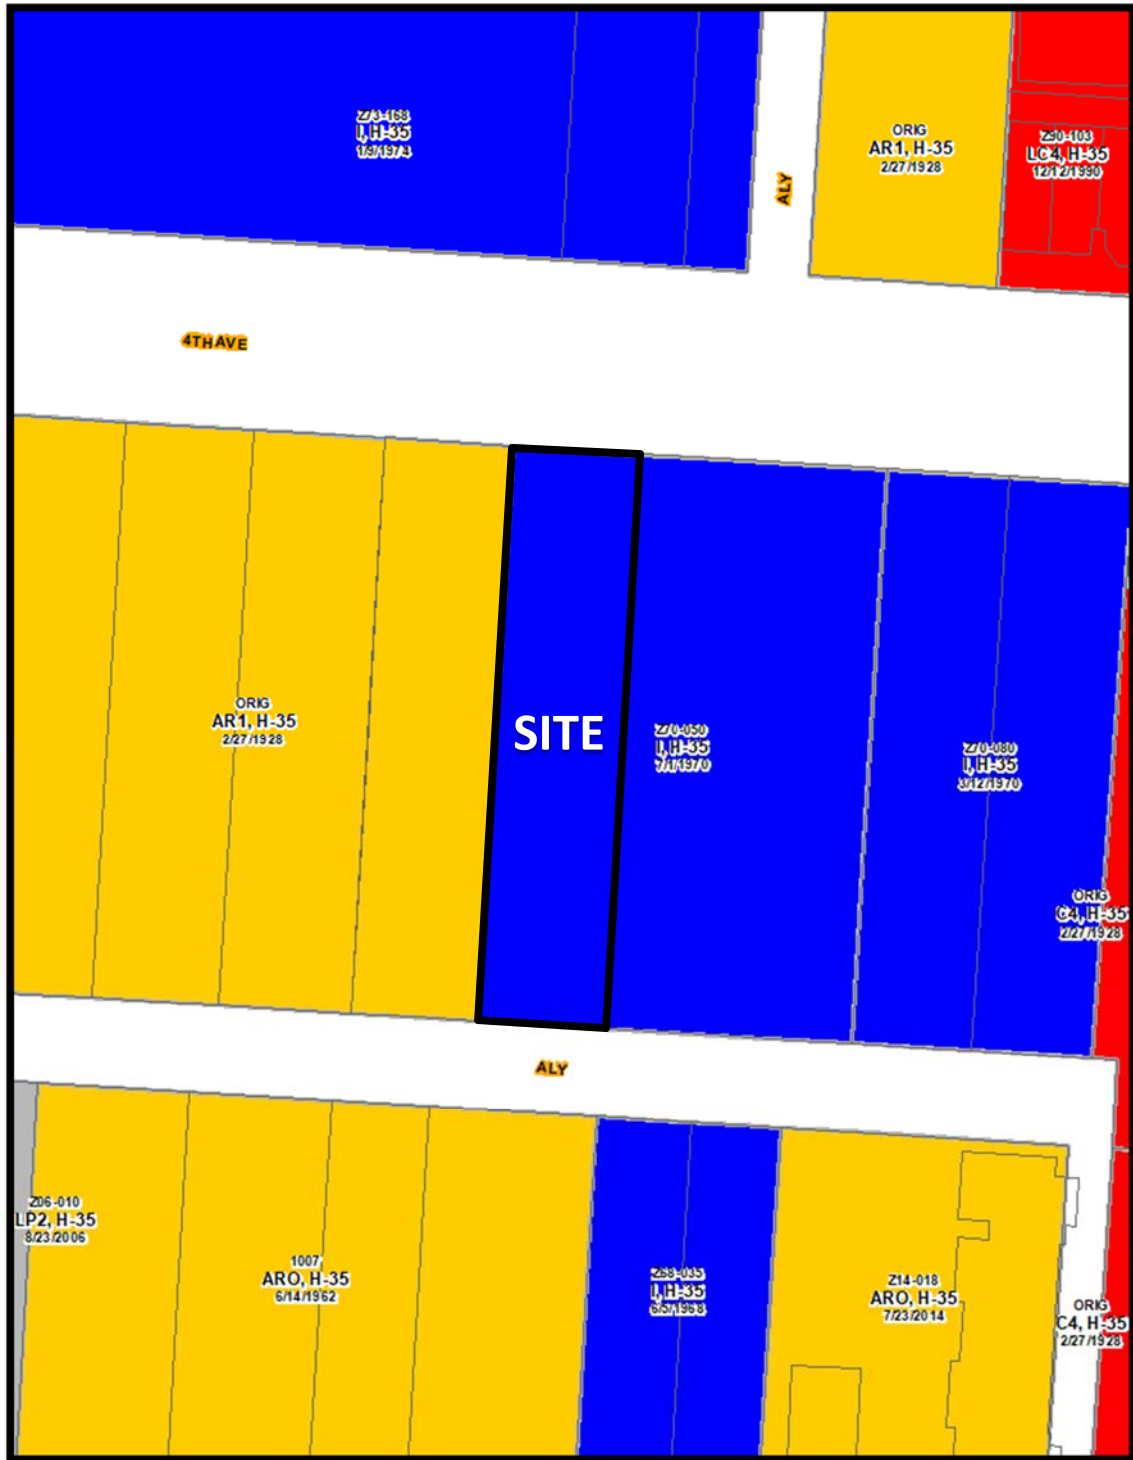 Z73-168
I, H-35
1/9/1974
ORIG
AR1, H-35
2/27/1928
Z90-103
LC4, H-35
12/12/1990
ALY
4TH AVE
ORIG
AR1, H-35
2/27/1928
SITE
Z70-050
I, H-35
7/1/1970
Z70-080
I, H-35
3/12/1970
ORIG
C4, H-35
2/27/1928
ALY
Z06-010
LP2, H-35
8/23/2006
1007
ARO, H-35
6/14/1962
Z68-035
I, H-35
6/5/1968
Z14-018
ARO, H-35
7/23/2014
ORIG
C4, H-35
2/27/1928